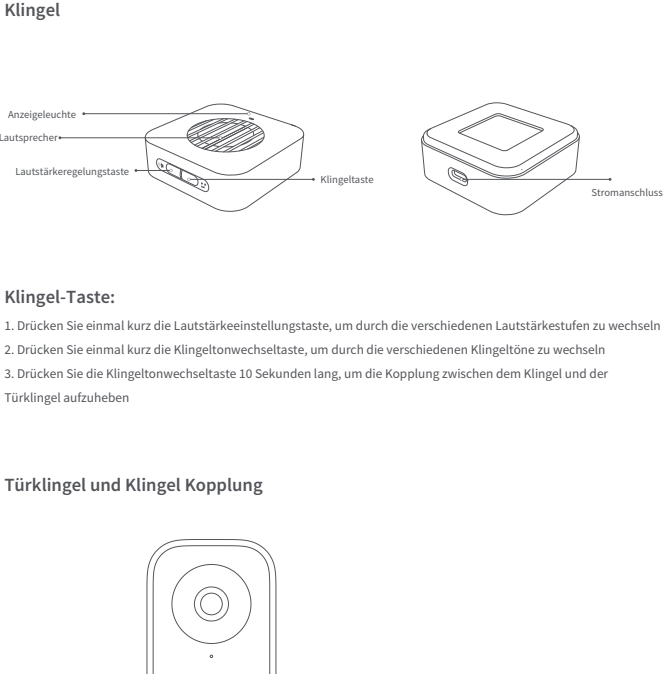 Klingel
Anzeigeleuchte
Lautsprecher
Lautstärkeregelungstaste
Klingeltaste
Stromanschluss
Klingel-Taste:
1. Drücken Sie einmal kurz die Lautstärkeeinstellungstaste, um durch die verschiedenen Lautstärkestufen zu wechseln
2. Drücken Sie einmal kurz die Klingeltonwechseltaste, um durch die verschiedenen Klingeltöne zu wechseln
3. Drücken Sie die Klingeltonwechseltaste 10 Sekunden lang, um die Kopplung zwischen dem Klingel und der
Türklingel aufzuheben
Türklingel und Klingel Kopplung